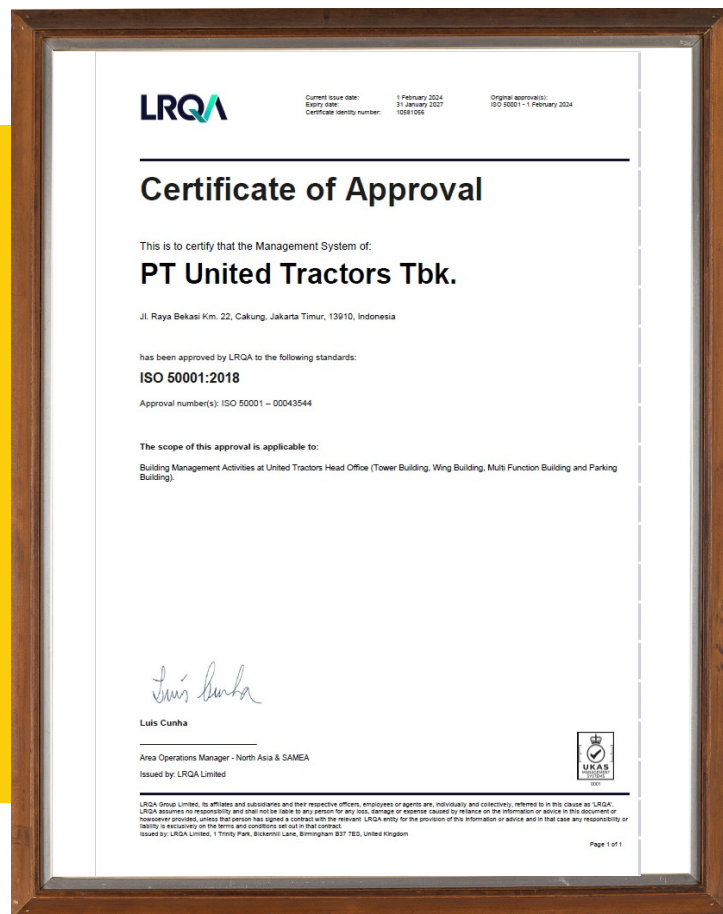 LRQA
Current issue date: 1 February 2024
Expiry date: 31 January 2027
Certificate identity number: 10591056
Original approval(s):
ISO 50001 - 1 February 2024
Certificate of Approval
This is to certify that the Management System of:
PT United Tractors Tbk.
Jl. Raya Bekasi Km. 22, Cakung, Jakarta Timur, 13910, Indonesia
has been approved by LRQA to the following standards:
ISO 50001:2018
Approval number(s): ISO 50001 – 00043544
The scope of this approval is applicable to:
Building Management Activities at United Tractors Head Office (Tower Building, Wing Building, Multi Function Building and Parking
Building).
Luis Cunha
Luis Cunha
Area Operations Manager - North Asia & SAMEA
Issued by: LRQA Limited
UKAS
MANAGEMENT
SYSTEMS
0001
LRQA Group Limited, its affiliates and subsidiaries and their respective officers, employees or agents are, individually and collectively, referred to in this clause as 'LRQA'.
LRQA assumes no responsibility and shall not be liable to any person for any loss, damage or expense caused by reliance on the information or advice in this document or
howsoever provided, unless that person has signed a contract with the relevant LRQA entity for the provision of this information or advice and in that case any responsibility or
liability is exclusively on the terms and conditions set out in that contract.
Issued by: LRQA Limited, 1 Trinity Park, Bickenhill Lane, Birmingham B37 7ES, United Kingdom
Page 1 of 1